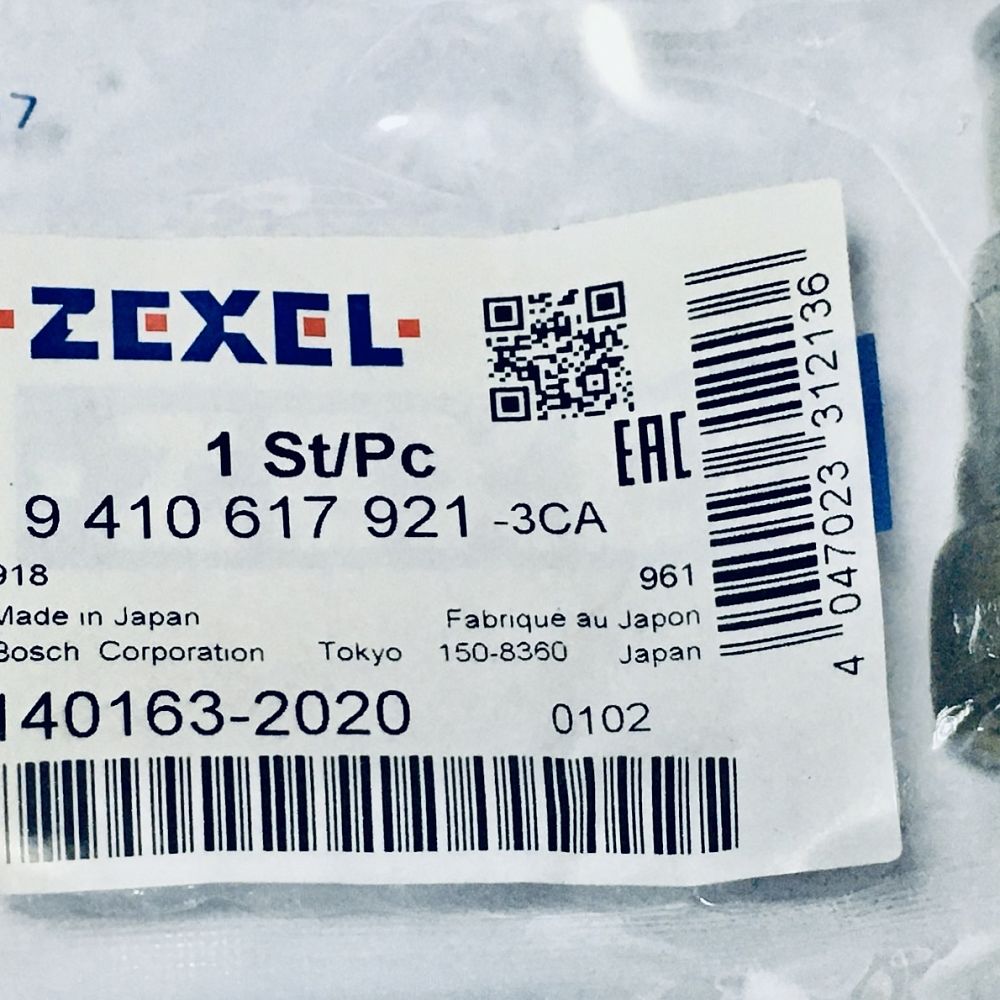 7
ZEXEL
1 St/Pc
EAC
9 410 617 921 -3CA
918
961
Made in Japan
Fabriqué au Japon
Bosch Corporation Tokyo 150-8360 Japan
140163-2020
0102
4 047023 312136